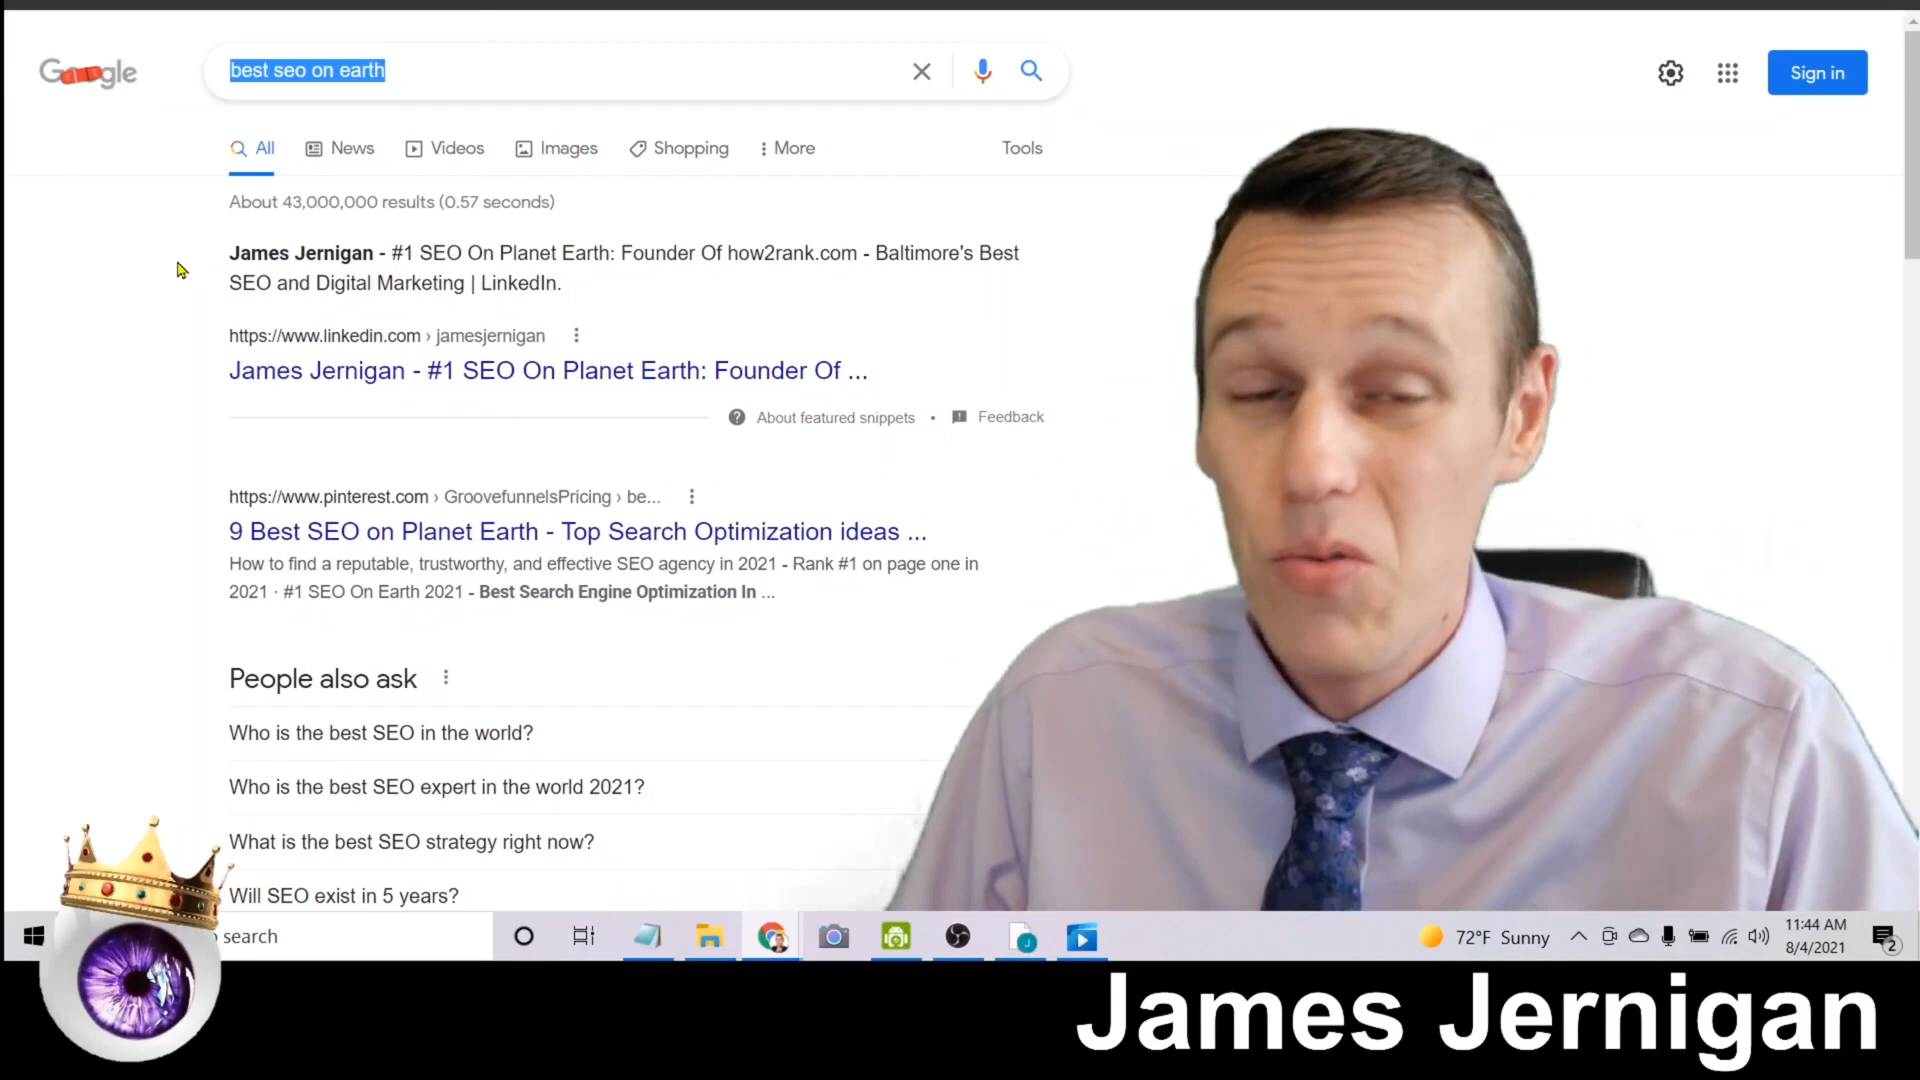 Google
best seo on earth
Sign in
All
News
Videos
Images
Shopping
More
Tools
About 43,000,000 results (0.57 seconds)
James Jernigan - #1 SEO On Planet Earth: Founder Of how2rank.com - Baltimore's Best
SEO and Digital Marketing | LinkedIn.
https://www.linkedin.com › jamesjernigan
James Jernigan - #1 SEO On Planet Earth: Founder Of ...
About featured snippets • Feedback
https://www.pinterest.com › GroovefunnelsPricing › be...
9 Best SEO on Planet Earth - Top Search Optimization ideas ...
How to find a reputable, trustworthy, and effective SEO agency in 2021 - Rank #1 on page one in
2021 · #1 SEO On Earth 2021 - Best Search Engine Optimization In ...
People also ask
Who is the best SEO in the world?
Who is the best SEO expert in the world 2021?
What is the best SEO strategy right now?
Will SEO exist in 5 years?
search
72°F Sunny
11:44 AM
8/4/2021
2
James Jernigan